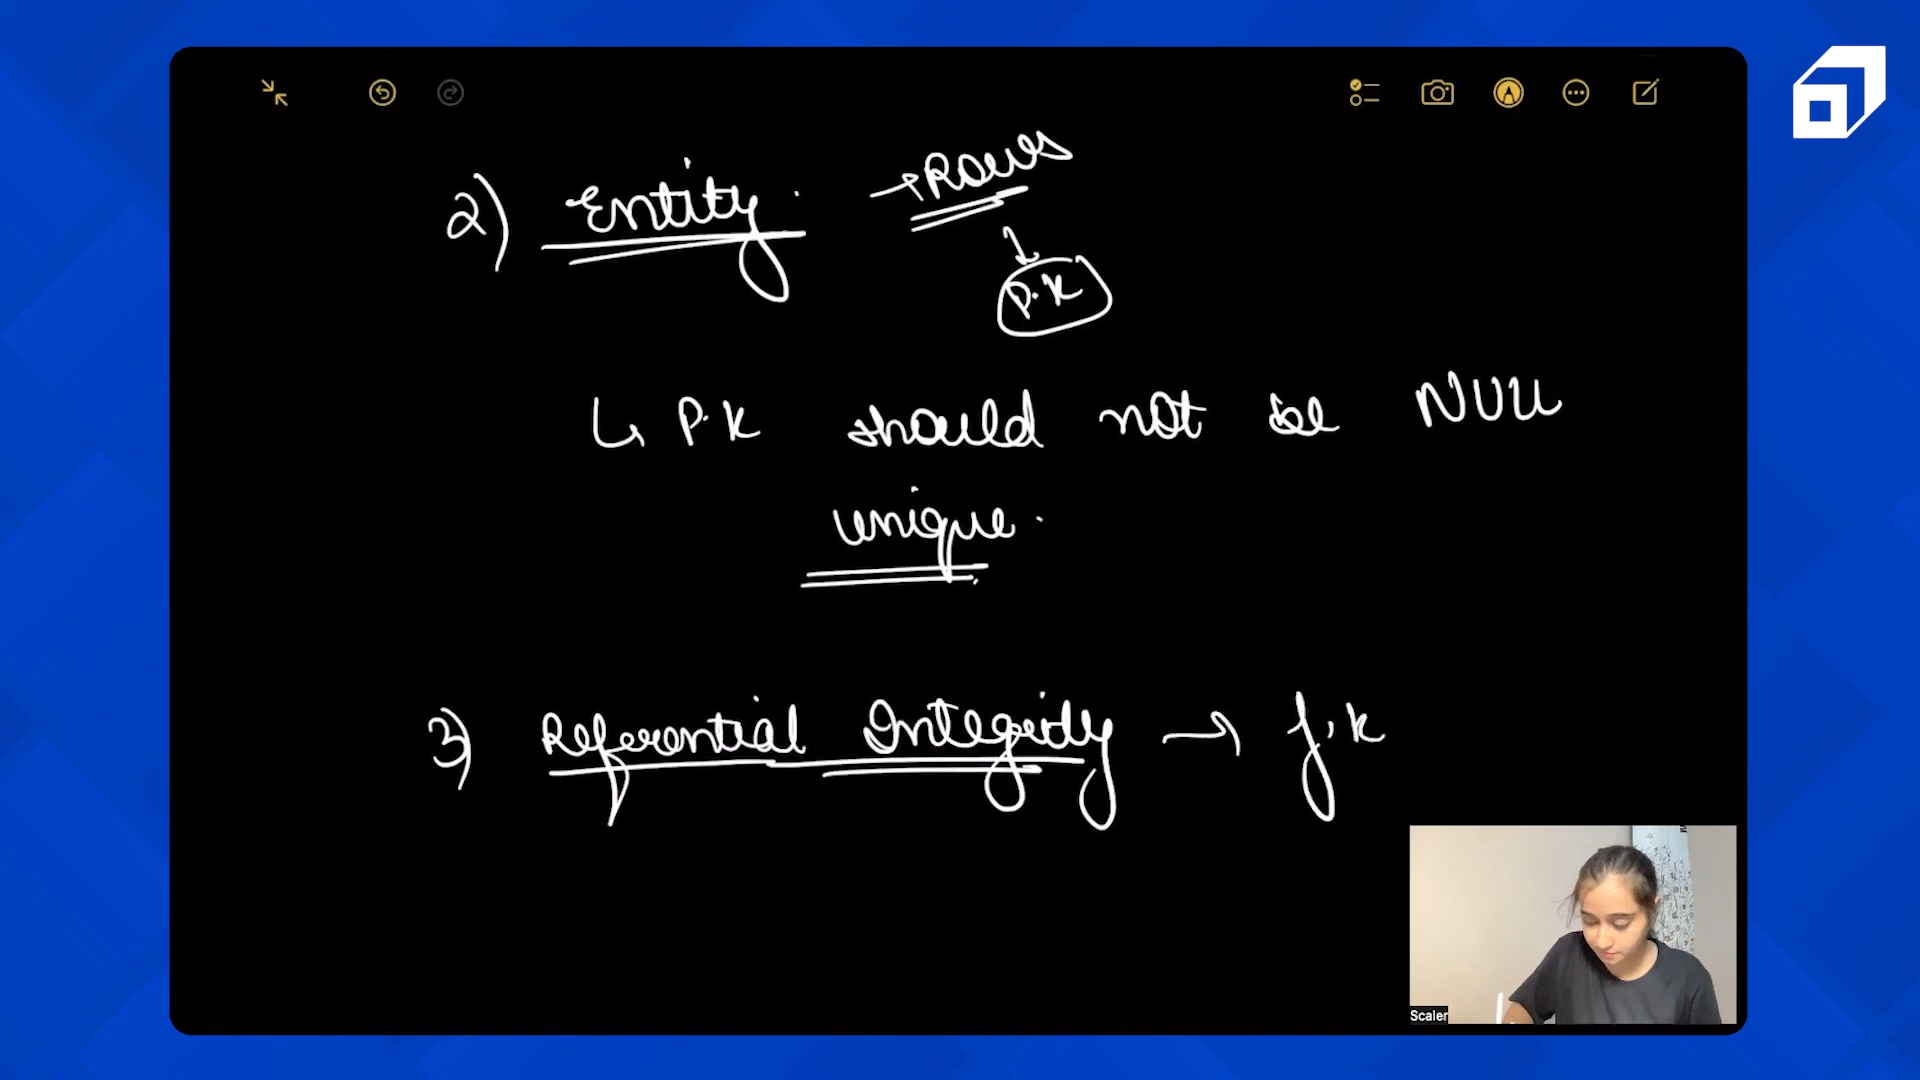 2) Entity. → Rows
↓
P.K
↳ P.K should not be NULL
unique.
3) Referential Integrity → f.k
Scaler